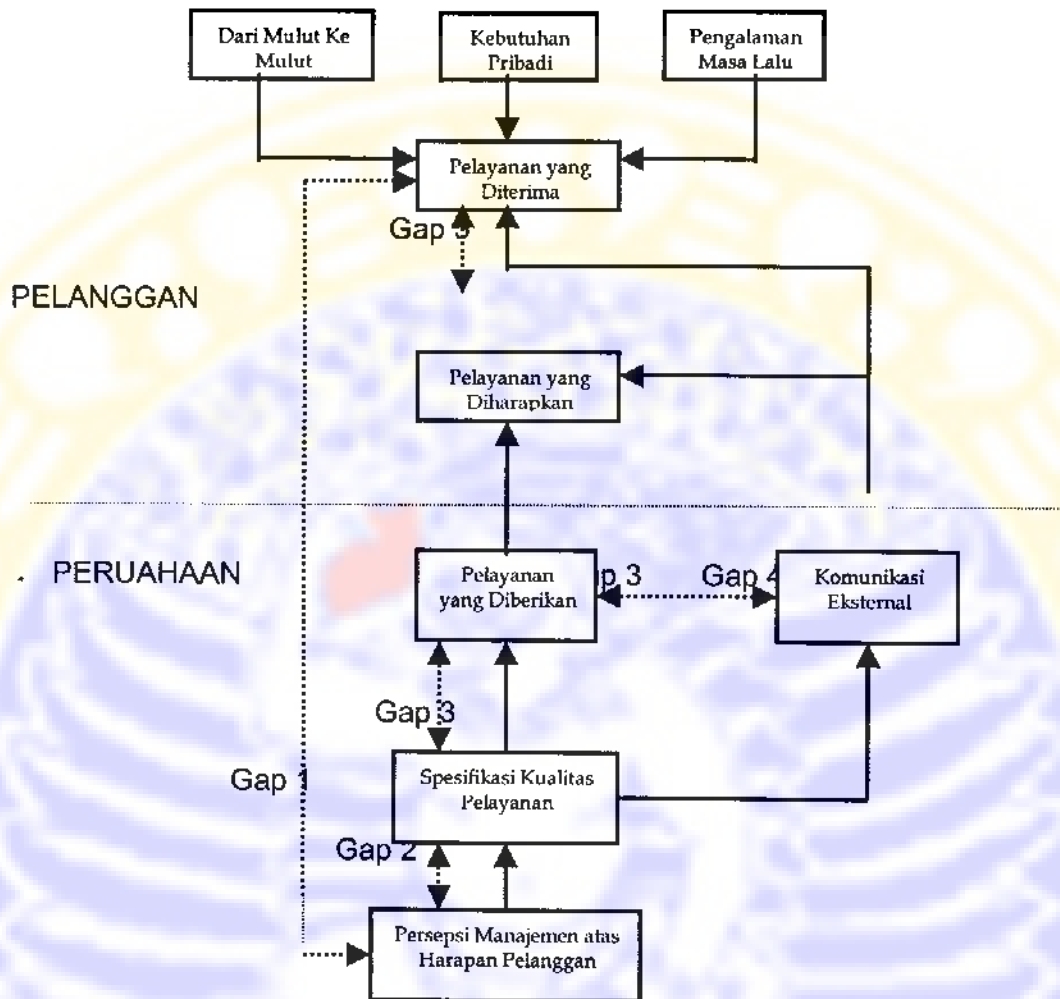 Dari Mulut Ke
Mulut
Kebutuhan
Pribadi
Pengalaman
Masa Lalu
Pelayanan yang
Diterima
Gap 5
PELANGGAN
Pelayanan yang
Diharapkan
PERUAHAAN
Pelayanan
yang Diberikan
p 3
Gap 4
Komunikasi
Eksternal
Gap 3
Spesifikasi Kualitas
Pelayanan
Gap 1
Gap 2
Persepsi Manajemen atas
Harapan Pelanggan